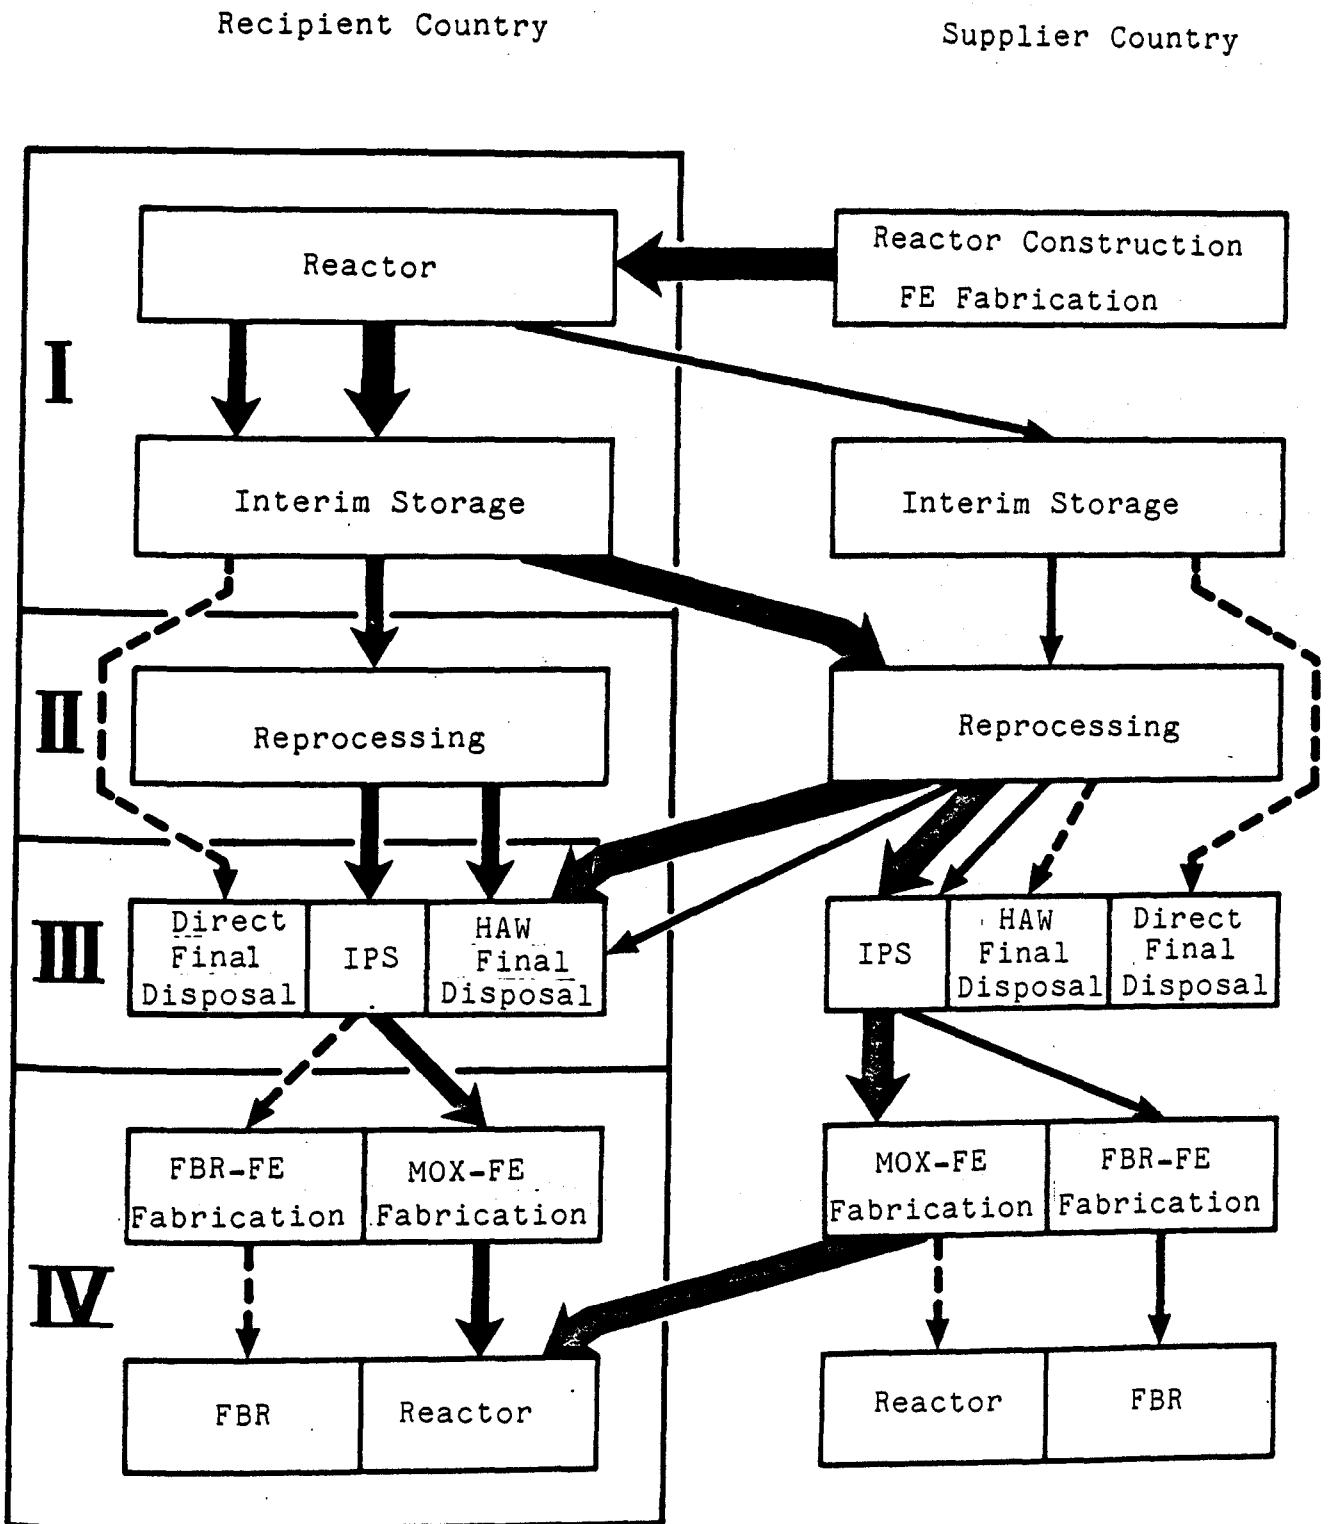 Recipient Country
Supplier Country
I
Reactor
Reactor Construction
FE Fabrication
Interim Storage
Interim Storage
II
Reprocessing
Reprocessing
III
Direct
Final
Disposal
IPS
HAW
Final
Disposal
IPS
HAW
Final
Disposal
Direct
Final
Disposal
IV
FBR-FE
Fabrication
MOX-FE
Fabrication
MOX-FE
Fabrication
FBR-FE
Fabrication
FBR
Reactor
Reactor
FBR